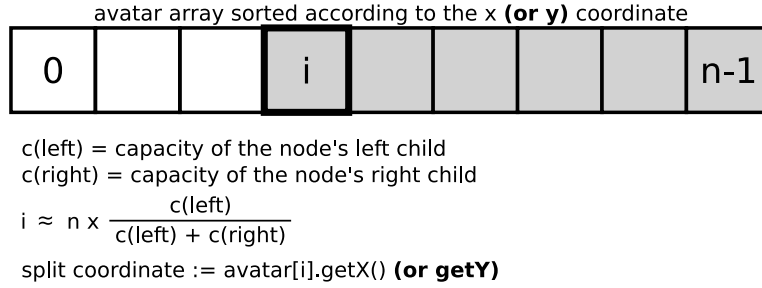 avatar array sorted according to the x (or y) coordinate
0 i n-1
c(left) = capacity of the node's left child
c(right) = capacity of the node's right child
c(left)
i ≈ n x
c(left) + c(right)
split coordinate := avatar[i].getX() (or getY)